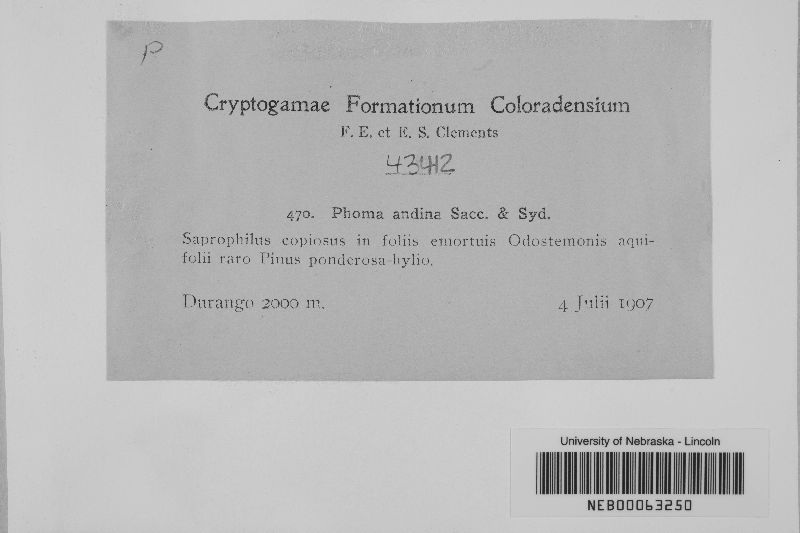 P
Cryptogamae Formationum Coloradensium
F. E. et E. S. Clements
43412
470. Phoma andina Sacc. & Syd.
Saprophilus copiosus in foliis emortuis Odostemonis aqui-
folii raro Pinus ponderosa-hylio.
Durango 2000 m. 4 Julii 1907
University of Nebraska - Lincoln
NEB00063250